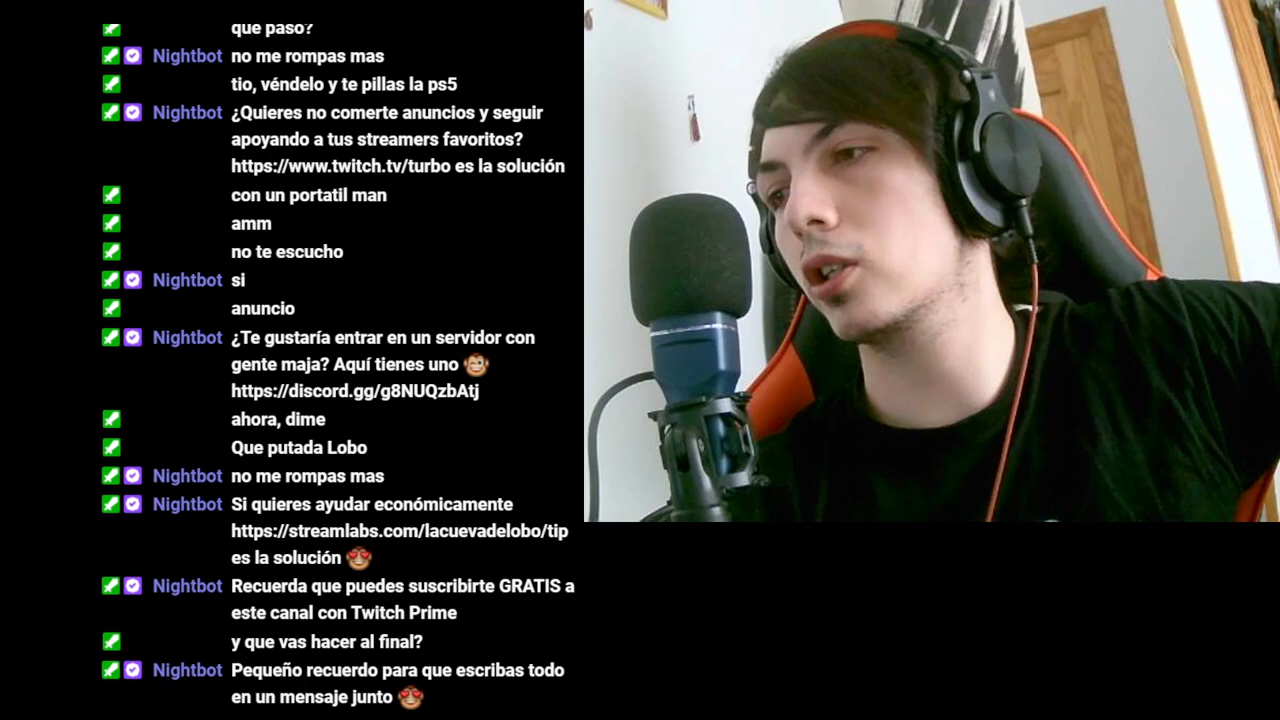 que paso?
Nightbot no me rompas mas
tio, véndelo y te pillas la ps5
Nightbot ¿Quieres no comerte anuncios y seguir
apoyando a tus streamers favoritos?
https://www.twitch.tv/turbo es la solución
con un portatil man
amm
no te escucho
Nightbot si
anuncio
Nightbot ¿Te gustaría entrar en un servidor con
gente maja? Aquí tienes uno
https://discord.gg/g8NUQzbAtj
ahora, dime
Que putada Lobo
Nightbot no me rompas mas
Nightbot Si quieres ayudar económicamente
https://streamlabs.com/lacuevadelobo/tip
es la solución
Nightbot Recuerda que puedes suscribirte GRATIS a
este canal con Twitch Prime
y que vas hacer al final?
Nightbot Pequeño recuerdo para que escribas todo
en un mensaje junto